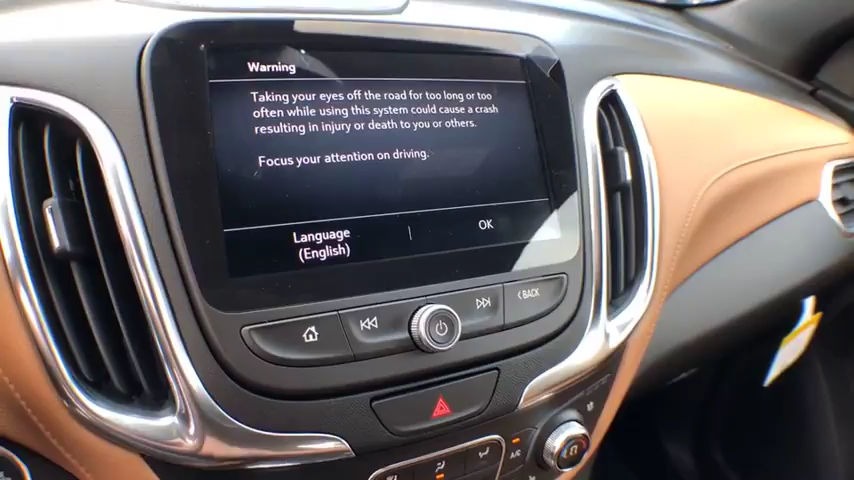 Warning
Taking your eyes off the road for too long or too
often while using this system could cause a crash
resulting in injury or death to you or others.
Focus your attention on driving.
Language
(English)
OK
BACK
A/C